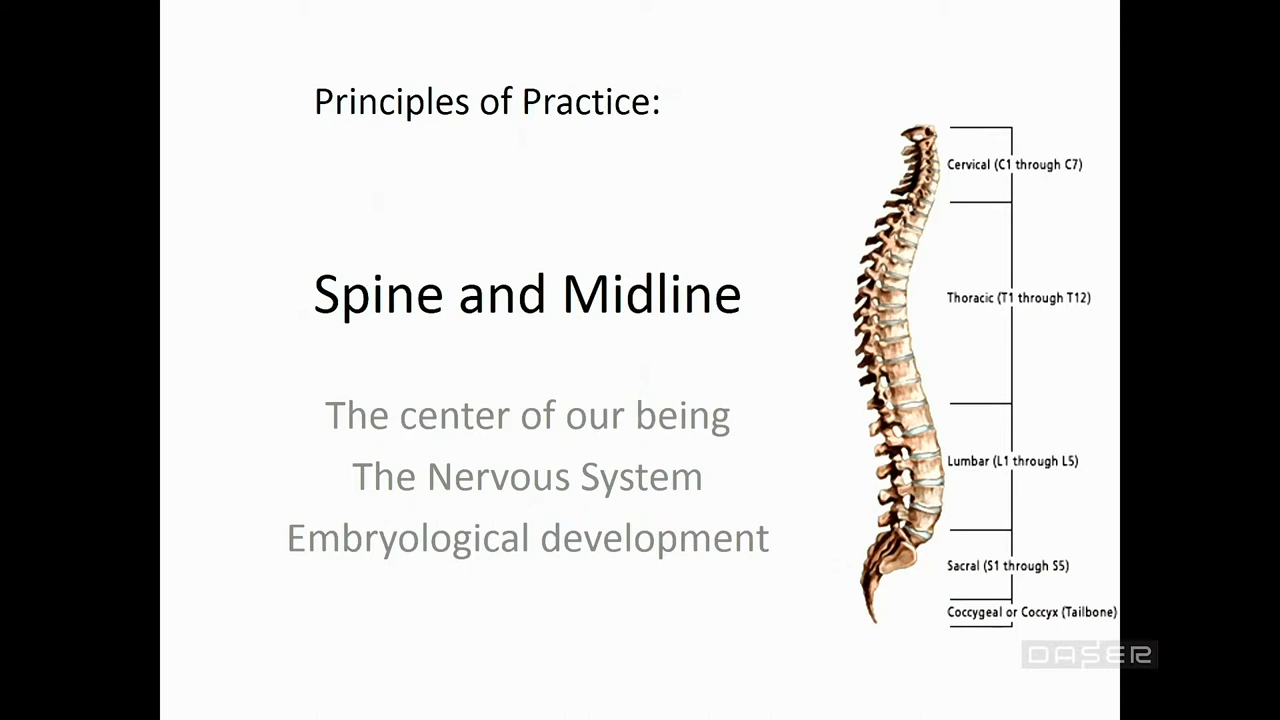 Principles of Practice:
Spine and Midline
The center of our being
The Nervous System
Embryological development
Cervical (C1 through C7)
Thoracic (T1 through T12)
Lumbar (L1 through L5)
Sacral (S1 through S5)
Coccygeal or Coccyx (Tailbone)
DASER